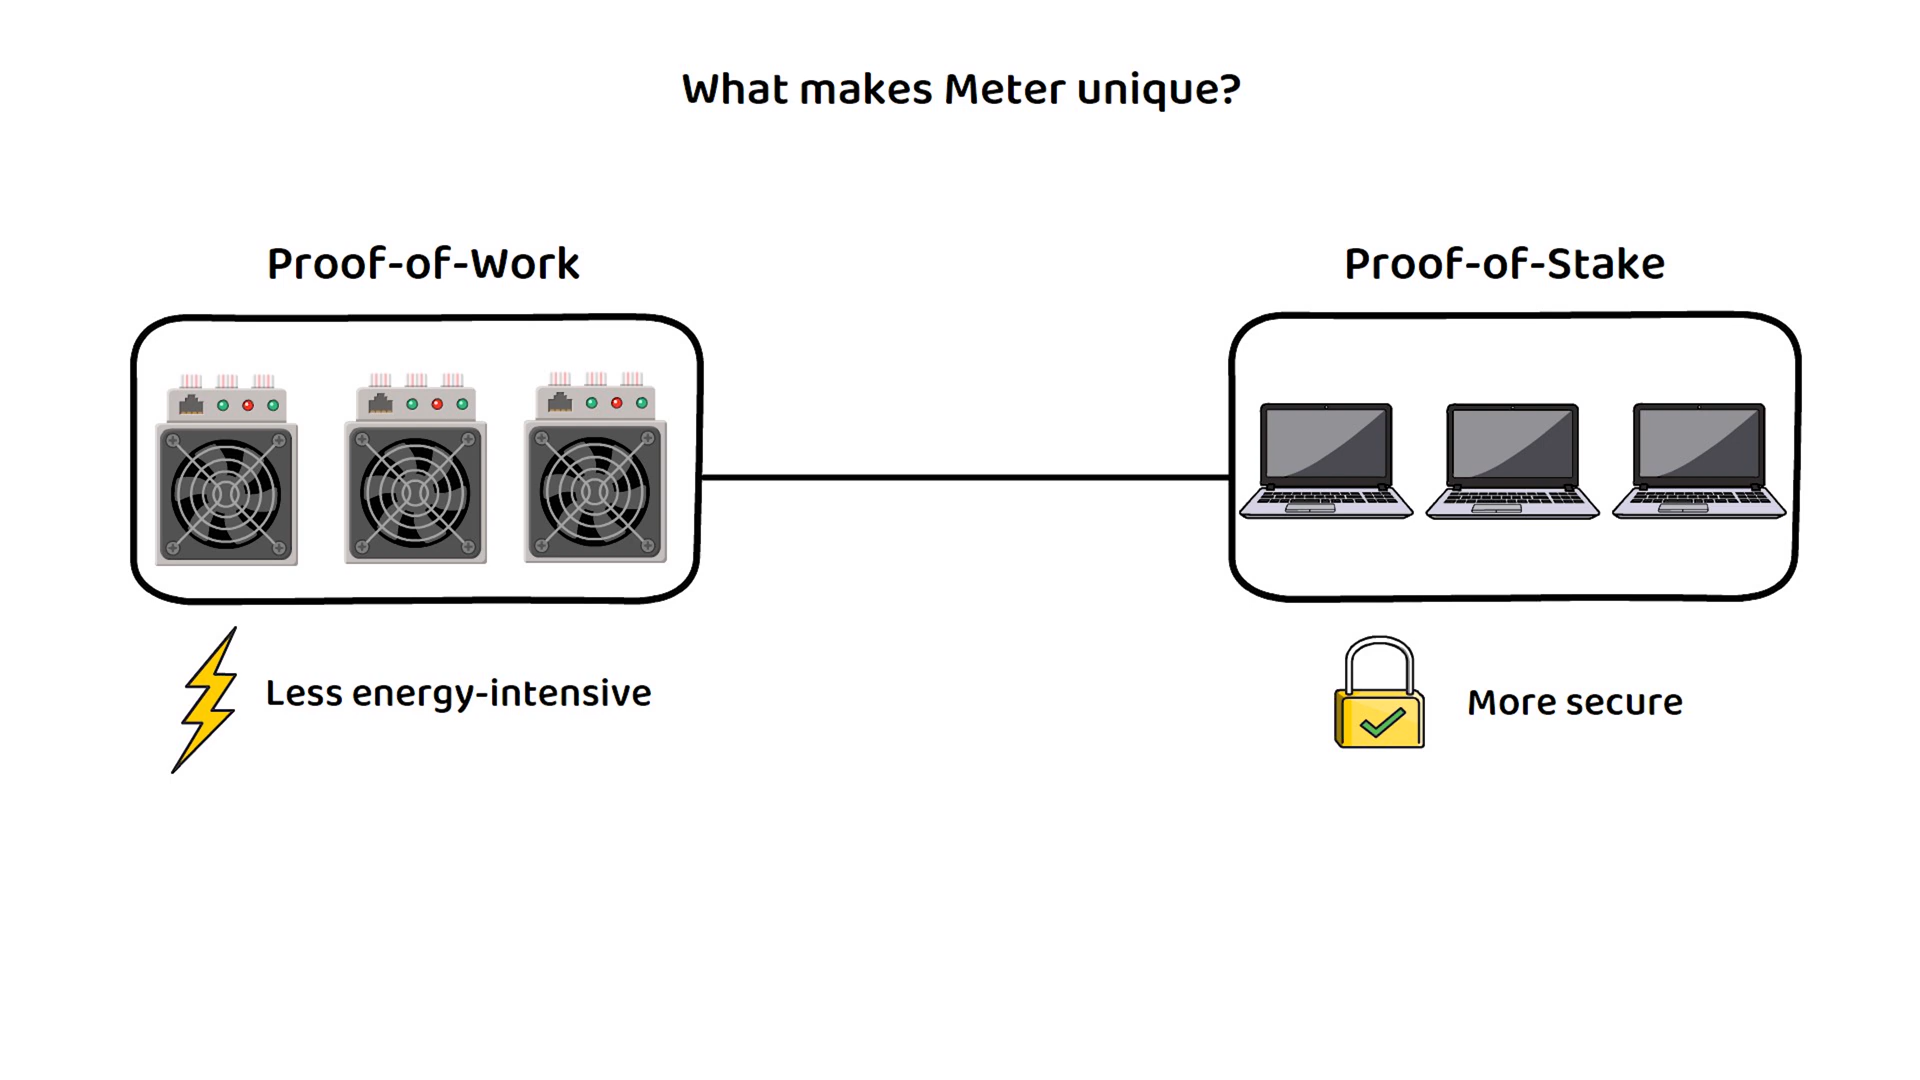 What makes Meter unique?
Proof-of-Work
Proof-of-Stake
Less energy-intensive
More secure